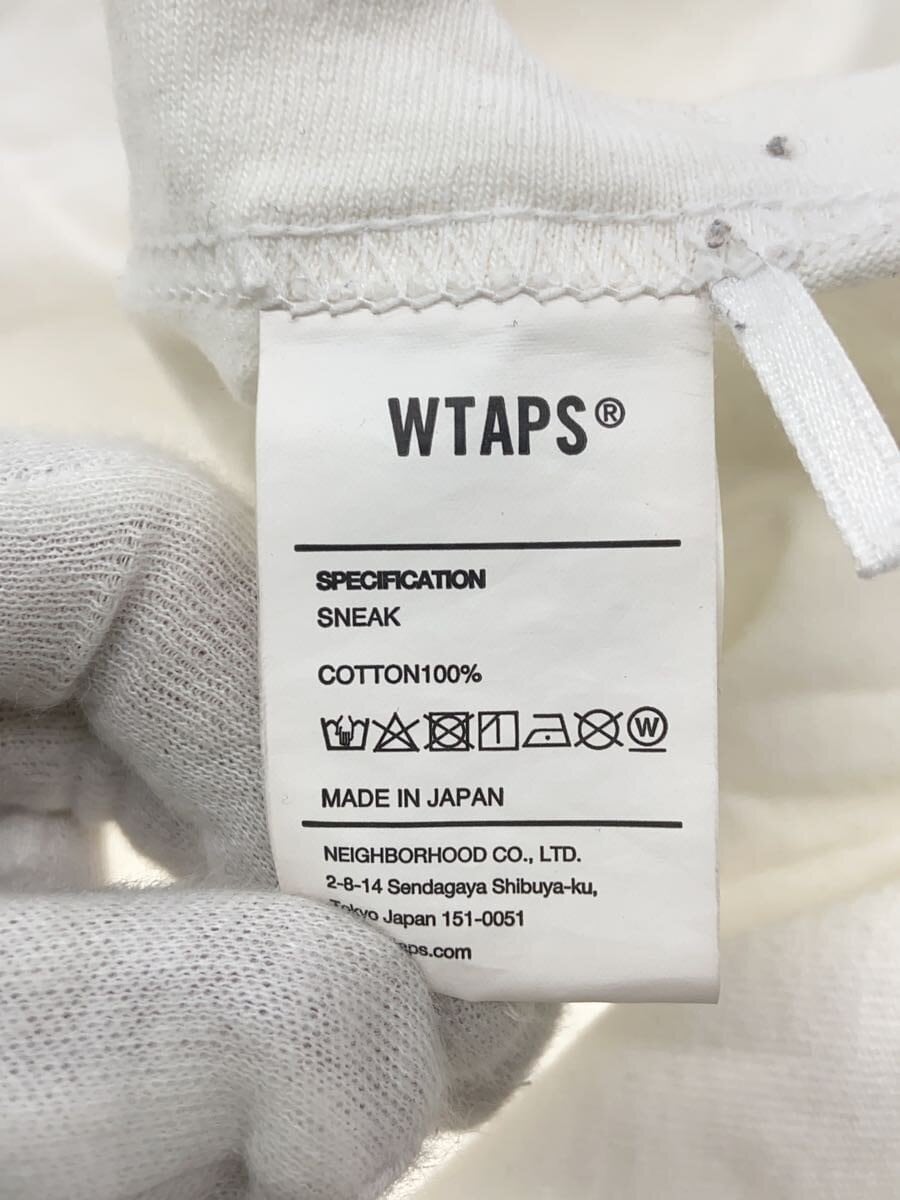 WTAPS®
SPECIFICATION
SNEAK
COTTON100%
W
MADE IN JAPAN
NEIGHBORHOOD CO., LTD.
2-8-14 Sendagaya Shibuya-ku,
Tokyo Japan 151-0051